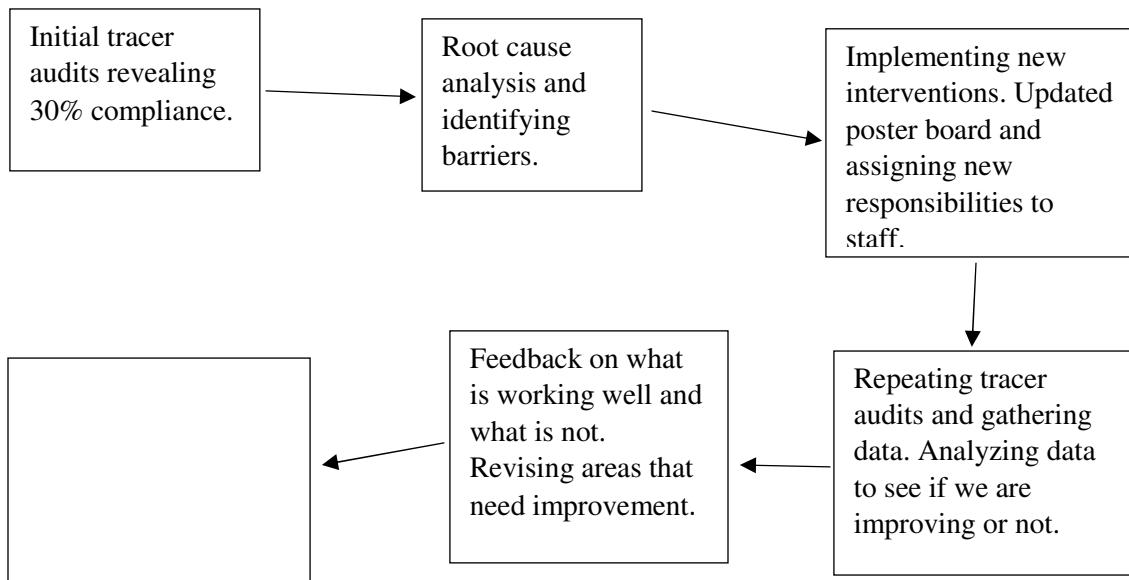 Initial tracer
audits revealing
30% compliance.
Root cause
analysis and
identifying
barriers.
Implementing new
interventions. Updated
poster board and
assigning new
responsibilities to
staff.
Repeating tracer
audits and gathering
data. Analyzing data
to see if we are
improving or not.
Feedback on what
is working well and
what is not.
Revising areas that
need improvement.